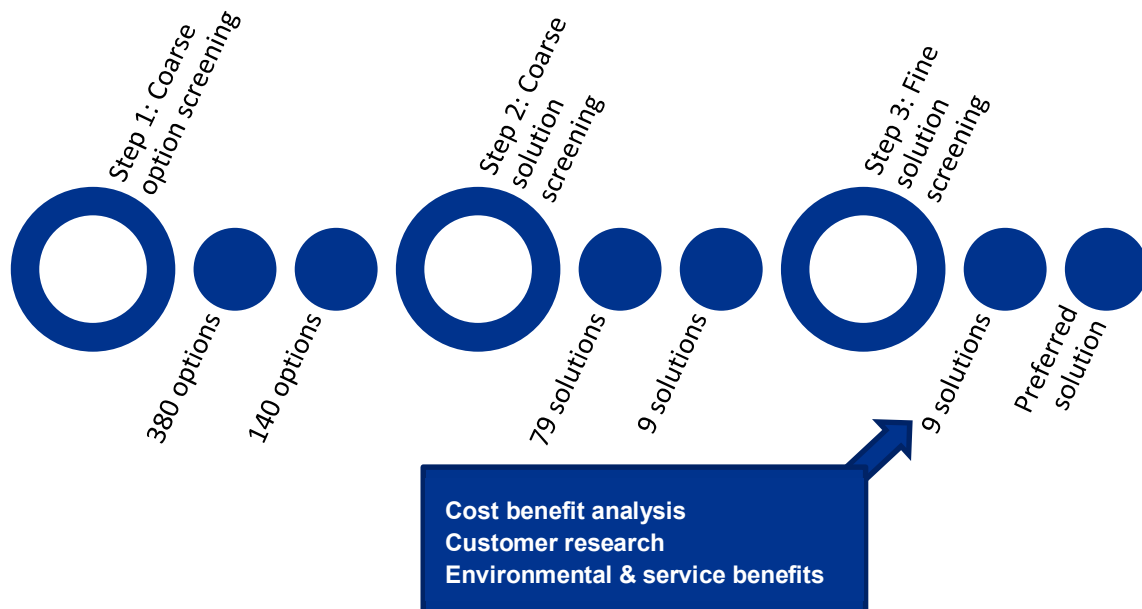 Step 1: Coarse
option screening
380 options
140 options
Step 2: Coarse
solution
screening
79 solutions
9 solutions
Step 3: Fine
solution
screening
9 solutions
Preferred
solution
Cost benefit analysis
Customer research
Environmental & service benefits